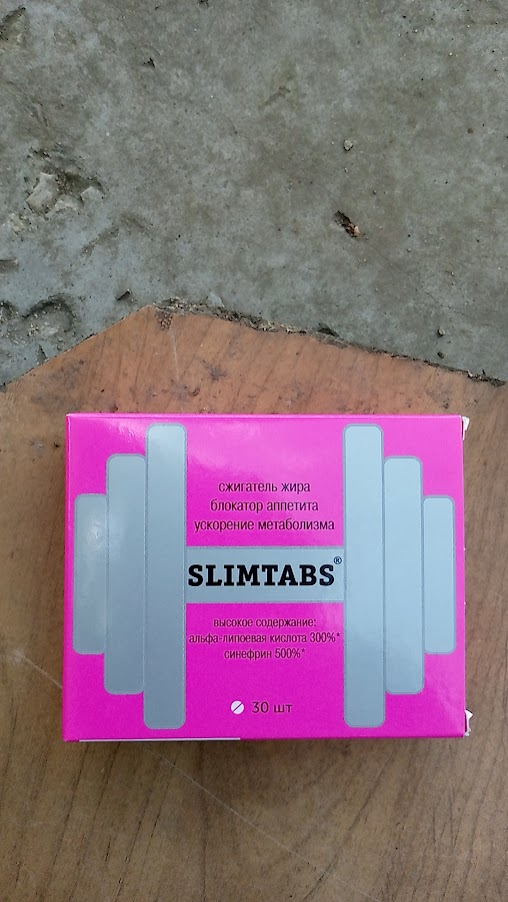 сжигатель жира
блокатор аппетита
ускорение метаболизма
SLIMTABS®
высокое содержание:
альфа-липоевая кислота 300%*
синефрин 500%*
30 шт